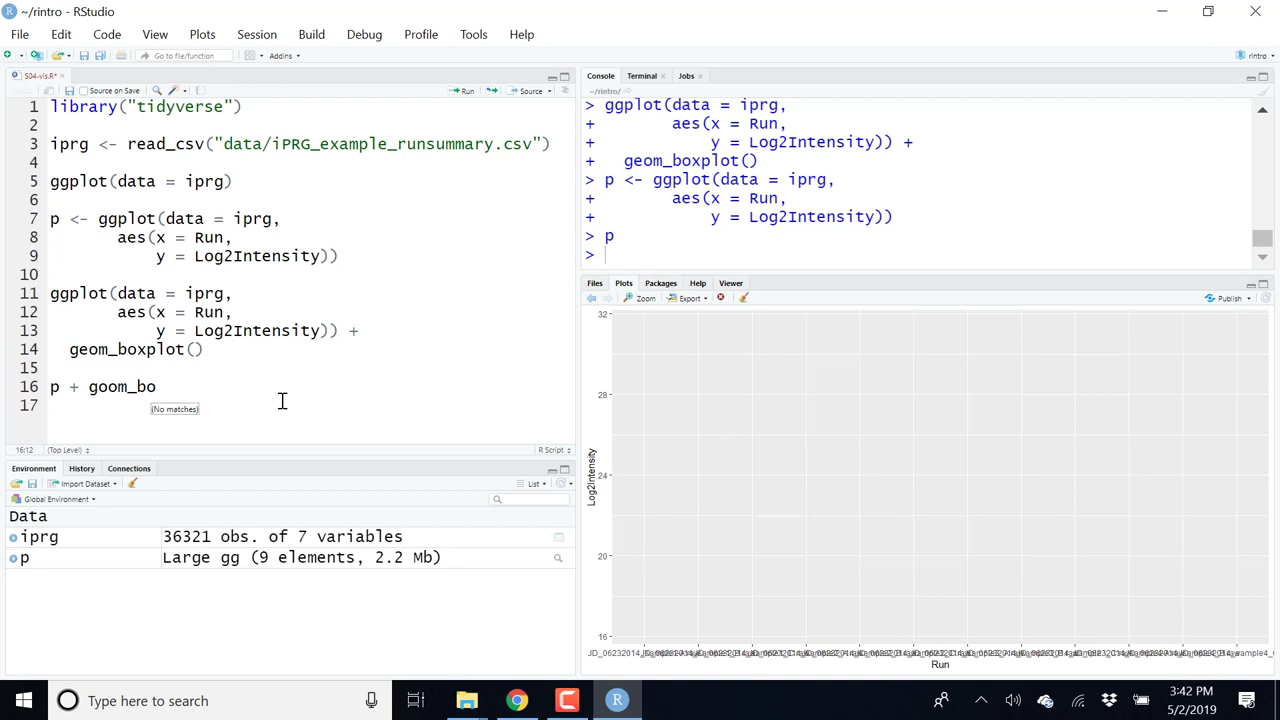 ~/rintro - RStudio
File Edit Code View Plots Session Build Debug Profile Tools Help
Go to file/function Addins rintro
S04-vis.R*
Source on Save Run Source
1 library("tidyverse")
2
3 iprg <- read_csv("data/iPRG_example_runsummary.csv")
4
5 ggplot(data = iprg)
6
7 p <- ggplot(data = iprg,
8 aes(x = Run,
9 y = Log2Intensity))
10
11 ggplot(data = iprg,
12 aes(x = Run,
13 y = Log2Intensity)) +
14 geom_boxplot()
15
16 p + goom_bo
17
(No matches)
16:12 (Top Level) R Script
Environment History Connections
Import Dataset List
Global Environment
Data
iprg 36321 obs. of 7 variables
p Large gg (9 elements, 2.2 Mb)
Console Terminal Jobs
~/rintro/
> ggplot(data = iprg,
+ aes(x = Run,
+ y = Log2Intensity)) +
+ geom_boxplot()
> p <- ggplot(data = iprg,
+ aes(x = Run,
+ y = Log2Intensity))
> p
>
Files Plots Packages Help Viewer
Zoom Export Publish
32
28
24
20
16
Log2Intensity
Run
Type here to search
3:42 PM
5/2/2019